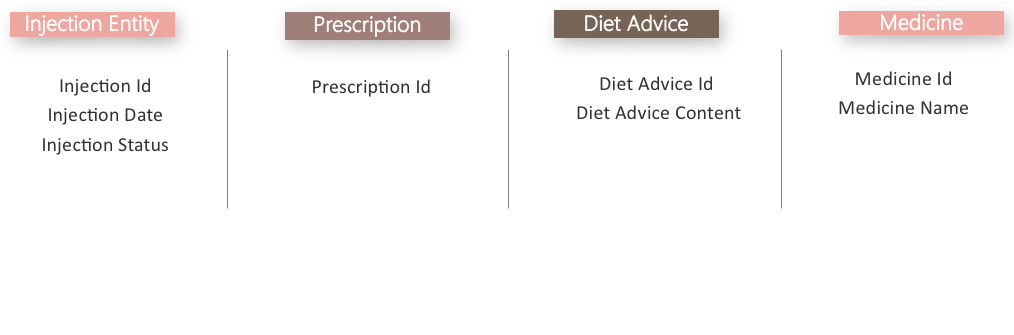 Injection Entity
Injection Id
Injection Date
Injection Status
Prescription
Prescription Id
Diet Advice
Diet Advice Id
Diet Advice Content
Medicine
Medicine Id
Medicine Name